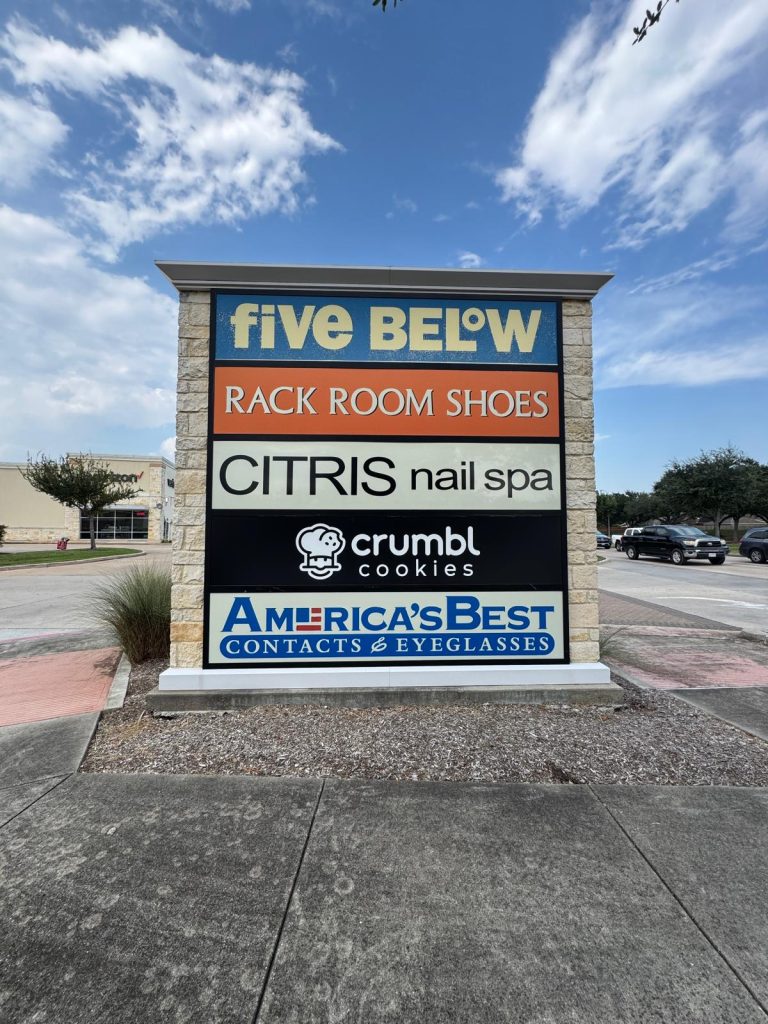 five BELOW
RACK ROOM SHOES
CITRIS nail spa
crumbl
cookies
AMERICA'S BEST
CONTACTS & EYEGLASSES